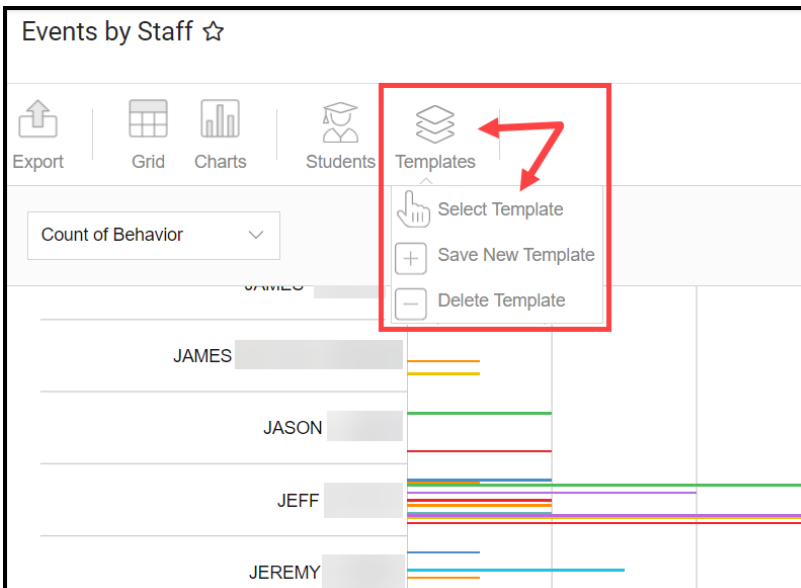 Events by Staff
Export
Grid
Charts
Students
Templates
Select Template
Save New Template
Delete Template
Count of Behavior
JAMES
JAMES
JASON
JEFF
JEREMY